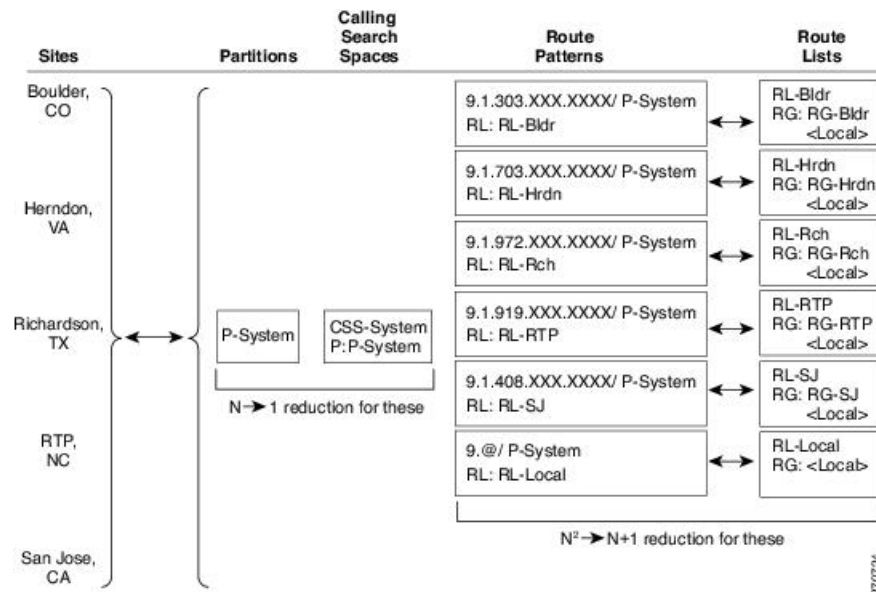 Sites
Partitions
Calling
Search
Spaces
Route
Patterns
Route
Lists
Boulder,
CO
Herndon,
VA
Richardson,
TX
RTP,
NC
San Jose,
CA
P-System
CSS-System
P:P-System
N→1 reduction for these
9.1.303.XXX.XXXX/ P-System
RL: RL-Bldr
RL-Bldr
RG: RG-Bldr
<Local>
9.1.703.XXX.XXXX/ P-System
RL: RL-Hrdn
RL-Hrdn
RG: RG-Hrdn
<Local>
9.1.972.XXX.XXXX/ P-System
RL: RL-Rch
RL-Rch
RG: RG-Rch
<Local>
9.1.919.XXX.XXXX/ P-System
RL: RL-RTP
RL-RTP
RG: RG-RTP
<Local>
9.1.408.XXX.XXXX/ P-System
RL: RL-SJ
RL-SJ
RG: RG-SJ
<Local>
9.@/ P-System
RL: RL-Local
RL-Local
RG: <Local>
N²→N+1 reduction for these